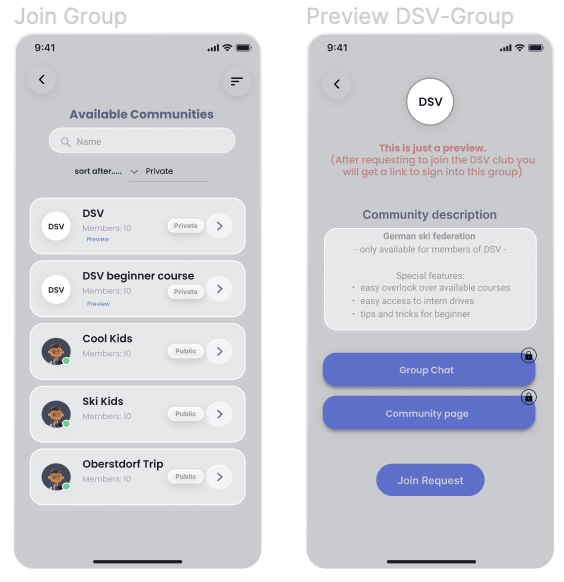 Join Group
9:41
Available Communities
Name
sort after.....
Private
DSV
DSV
Members: 10
Preview
Private
DSV
DSV beginner course
Members: 10
Preview
Private
Cool Kids
Members: 10
Public
Ski Kids
Members: 10
Public
Oberstdorf Trip
Members: 10
Public
Preview DSV-Group
9:41
DSV
This is just a preview.
(After requesting to join the DSV club you
will get a link to sign into this group)
Community description
German ski federation
- only available for members of DSV -
Special features:
• easy overlook over available courses
• easy access to intern drives
• tips and tricks for beginner
Group Chat
Community page
Join Request